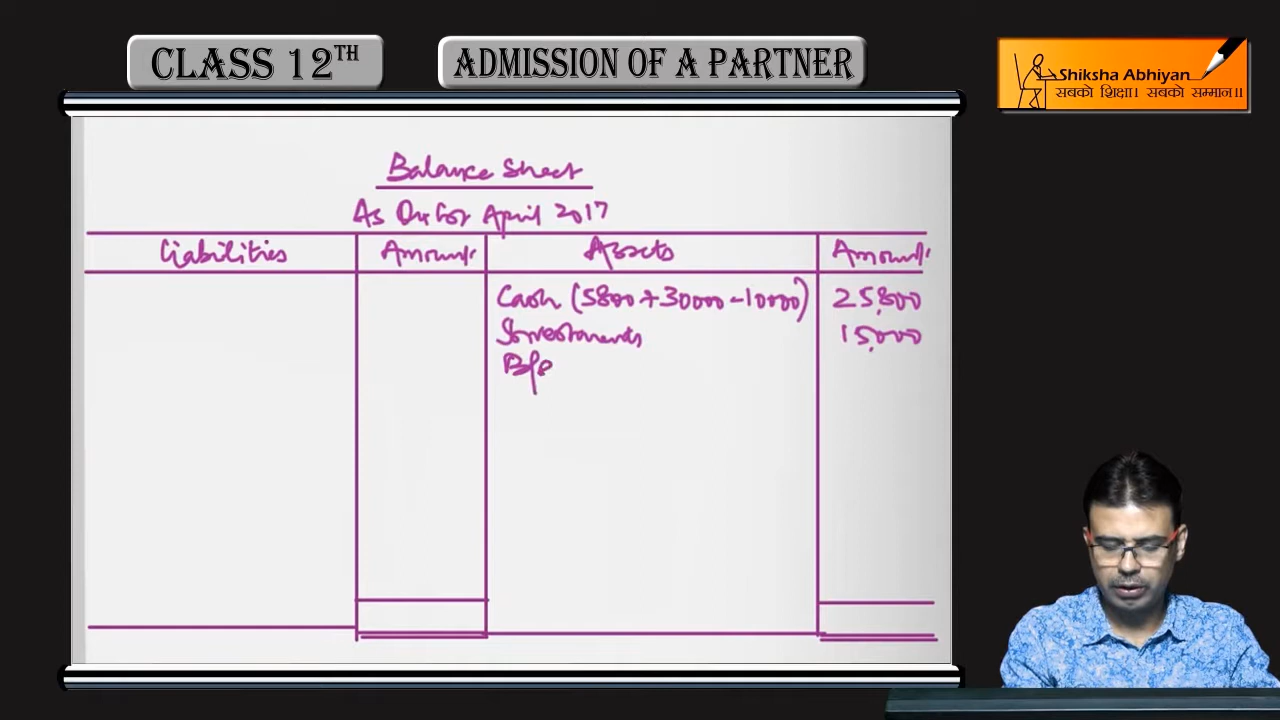 CLASS 12TH
ADMISSION OF A PARTNER
Shiksha Abhiyan
सबको शिक्षा। सबको सम्मान॥
Balance Sheet
As On 1st April 2017
Liabilities Amount Assets Amount
Cash (5800+30000-10000) 25,800
Investments 15,000
B/R